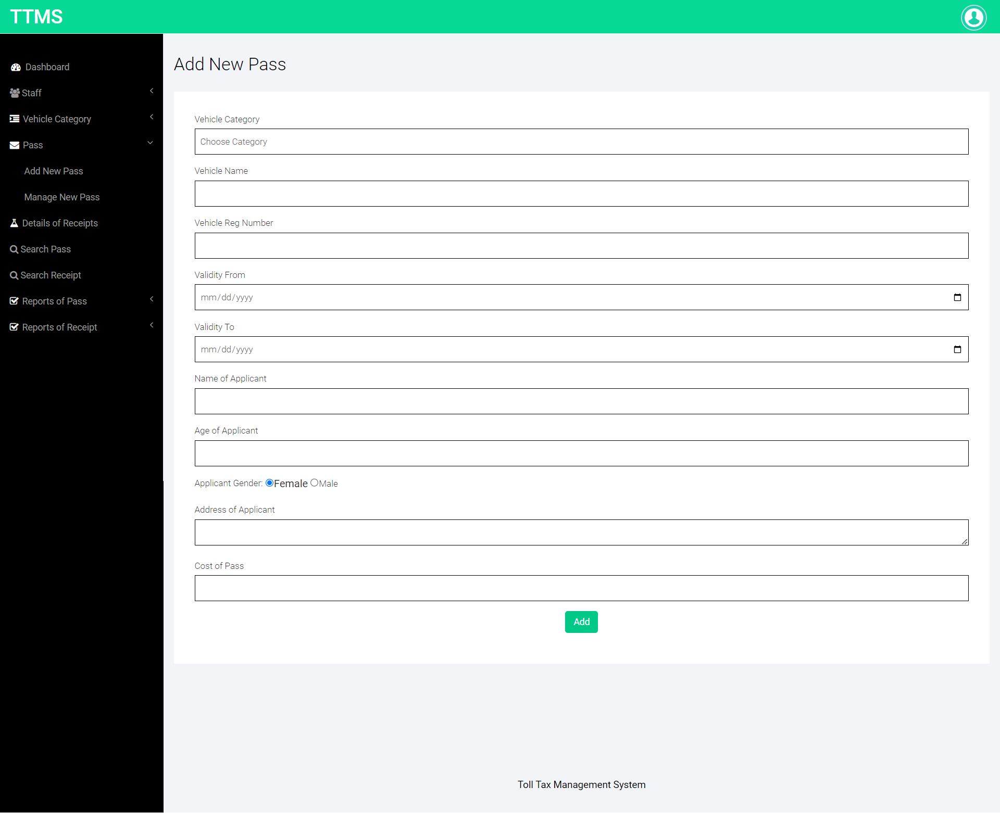 TTMS
Dashboard
Staff
Vehicle Category
Pass
Add New Pass
Manage New Pass
Details of Receipts
Search Pass
Search Receipt
Reports of Pass
Reports of Receipt
Add New Pass
Vehicle Category
Choose Category
Vehicle Name
Vehicle Reg Number
Validity From
mm/dd/yyyy
Validity To
mm/dd/yyyy
Name of Applicant
Age of Applicant
Applicant Gender: Female Male
Address of Applicant
Cost of Pass
Add
Toll Tax Management System